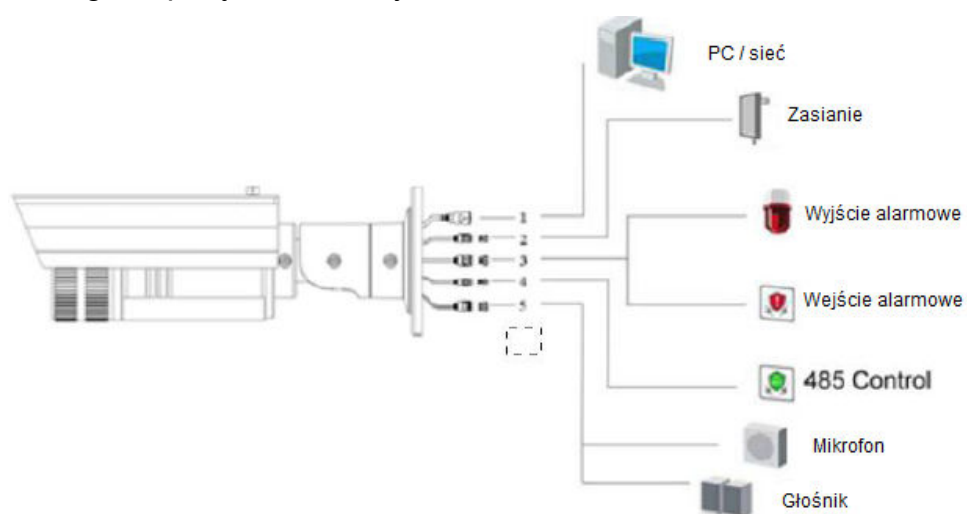 PC / sieć
Zasianie
1
2
Wyjście alarmowe
3
4
5
Wejście alarmowe
485 Control
Mikrofon
Głośnik